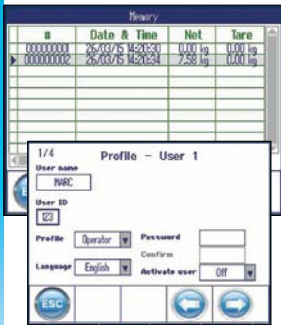 Memory
# Date & Time Net Tare
00000001 26/03/15 14:20:30 0,00 kg 0,00 kg
000000002 26/03/15 14:20:34 7,58 kg 0,00 kg
1/4 Profile - User 1
User name
MARC
User ID
123
Profile Operator Password
Confirm
Language English Activate user Off
ESC